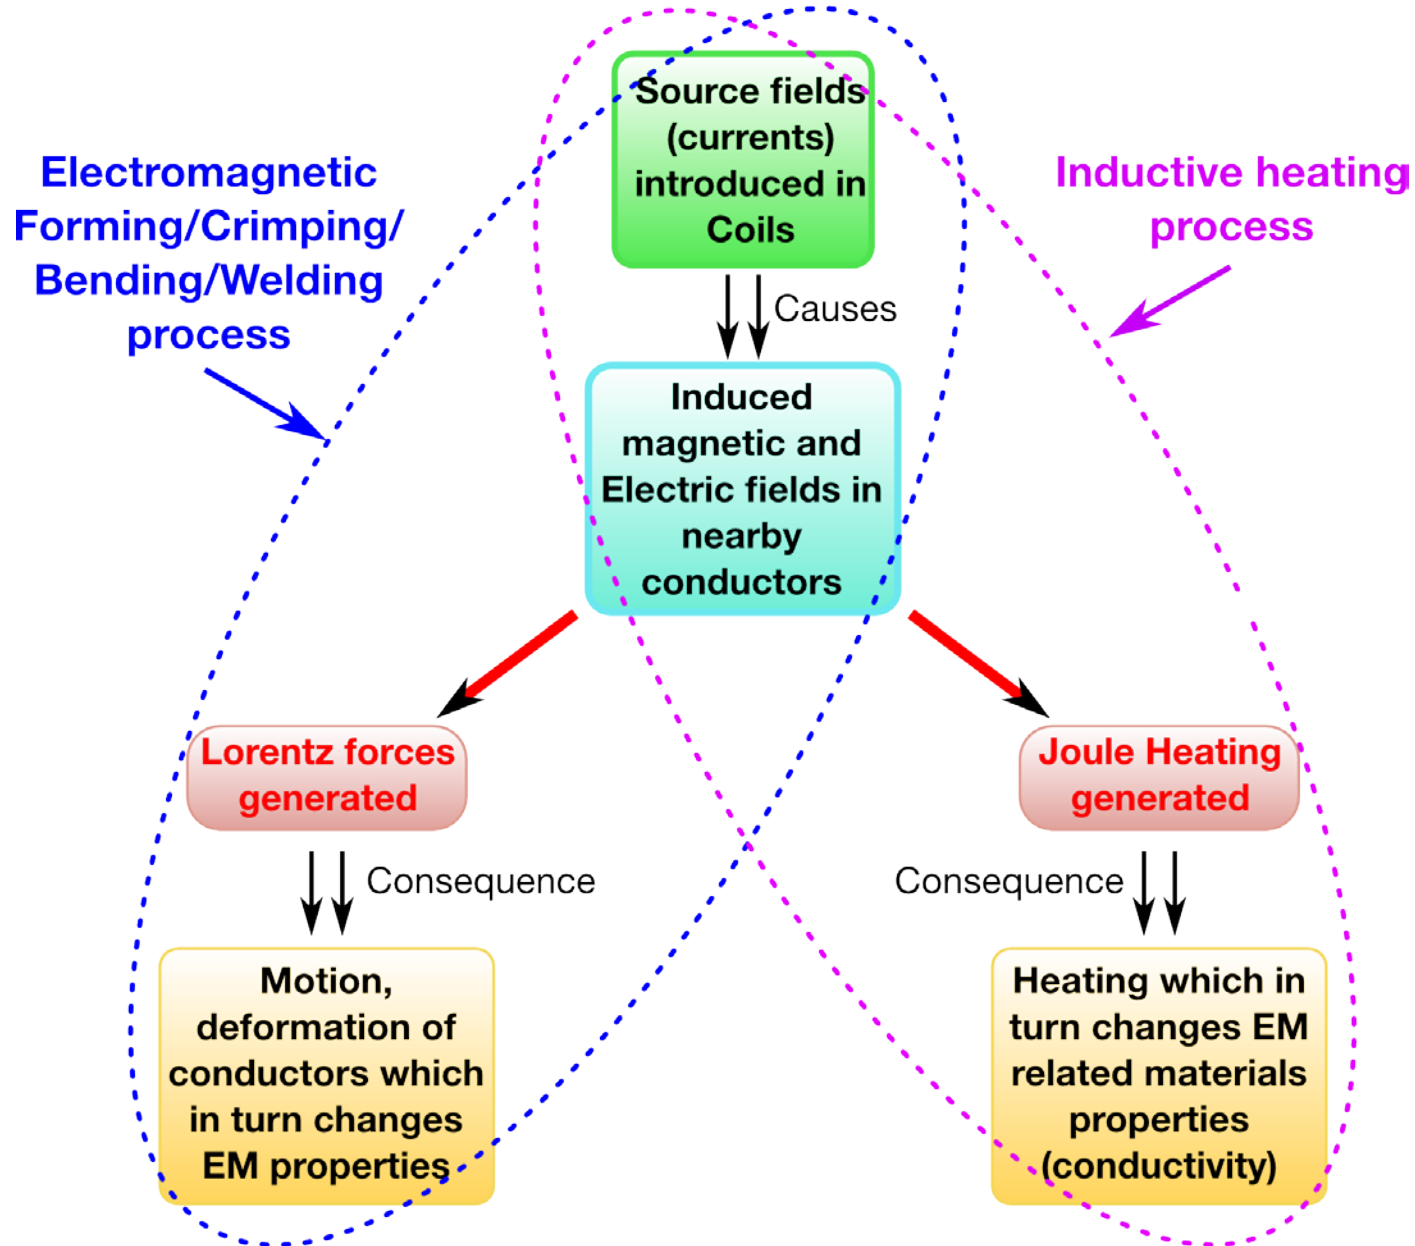 Source fields
(currents)
introduced in
Coils
Electromagnetic
Forming/Crimping/
Bending/Welding
process
Inductive heating
process
Causes
Induced
magnetic and
Electric fields in
nearby
conductors
Lorentz forces
generated
Joule Heating
generated
Consequence
Consequence
Motion,
deformation of
conductors which
in turn changes
EM properties
Heating which in
turn changes EM
related materials
properties
(conductivity)